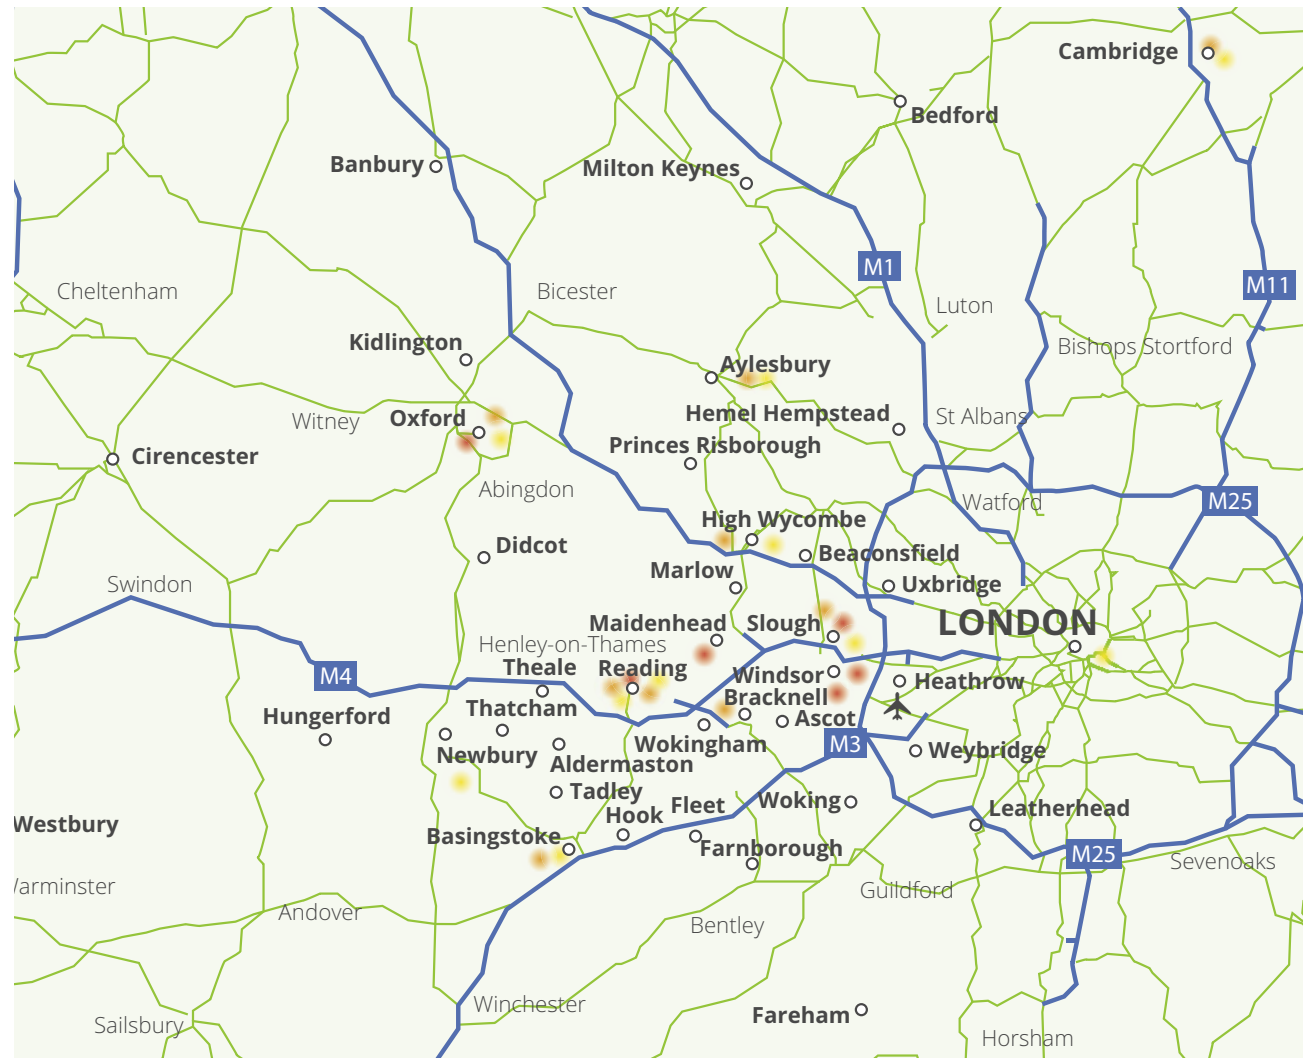 Cambridge
Bedford
Banbury
Milton Keynes
M1
M11
Cheltenham
Bicester
Luton
Kidlington
Bishops Stortford
Aylesbury
Witney
Oxford
Hemel Hempstead
St Albans
Cirencester
Princes Risborough
Abingdon
Watford
M25
High Wycombe
Didcot
Beaconsfield
Swindon
Marlow
Uxbridge
Maidenhead
Slough
LONDON
Henley-on-Thames
Theale
Reading
Windsor
Heathrow
M4
Bracknell
Hungerford
Thatcham
Ascot
Wokingham
M3
Newbury
Aldermaston
Weybridge
Tadley
Hook
Fleet
Woking
Leatherhead
Westbury
Basingstoke
Farnborough
M25
Sevenoaks
arminster
Guildford
Andover
Bentley
Winchester
Fareham
Sailsbury
Horsham